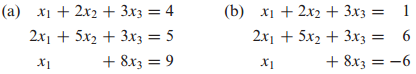 (a) x₁ + 2x₂ + 3x₃ = 4 (b) x₁ + 2x₂ + 3x₃ = 1
2x₁ + 5x₂ + 3x₃ = 5 2x₁ + 5x₂ + 3x₃ = 6
x₁ + 8x₃ = 9 x₁ + 8x₃ = −6